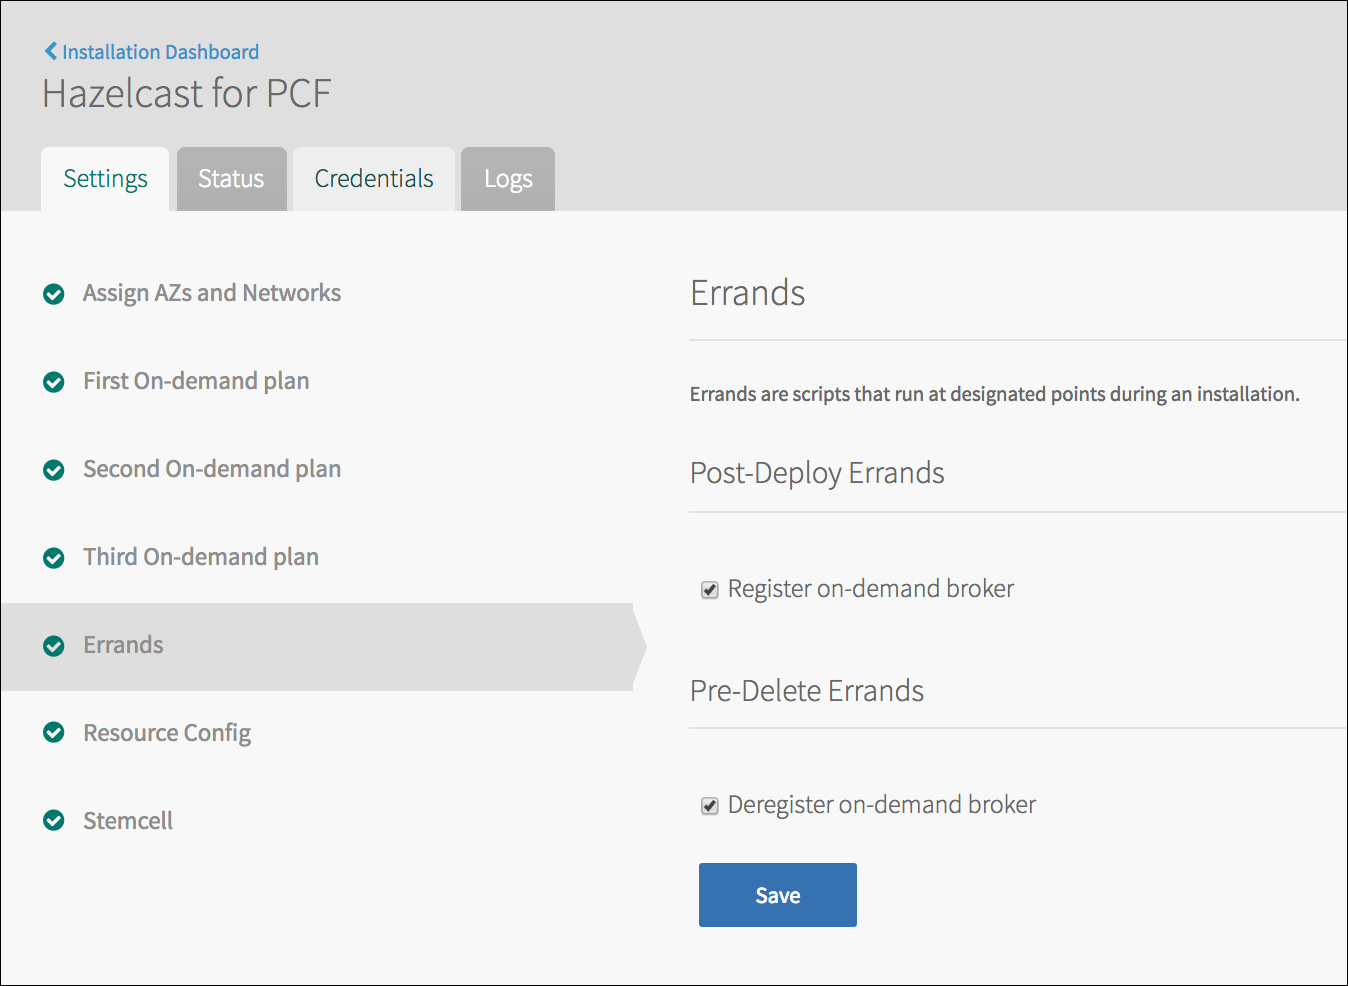 Installation Dashboard
Hazelcast for PCF
Settings
Status
Credentials
Logs
Assign AZs and Networks
First On-demand plan
Second On-demand plan
Third On-demand plan
Errands
Resource Config
Stemcell
Errands
Errands are scripts that run at designated points during an installation.
Post-Deploy Errands
Register on-demand broker
Pre-Delete Errands
Deregister on-demand broker
Save